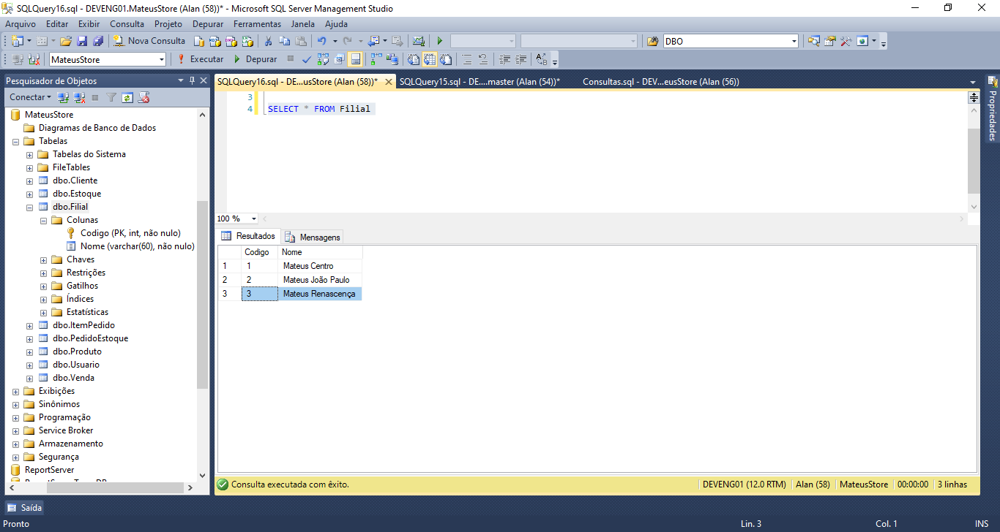 SQLQuery16.sql - DEVENG01.MateusStore (Alan (58))* - Microsoft SQL Server Management Studio
Arquivo Editar Exibir Consulta Projeto Depurar Ferramentas Janela Ajuda
Nova Consulta DBO
MateusStore Executar Depurar
Pesquisador de Objetos
Conectar
MateusStore
Diagramas de Banco de Dados
Tabelas
Tabelas do Sistema
FileTables
dbo.Cliente
dbo.Estoque
dbo.Filial
Colunas
Codigo (PK, int, não nulo)
Nome (varchar(60), não nulo)
Chaves
Restrições
Gatilhos
Índices
Estatísticas
dbo.ItemPedido
dbo.PedidoEstoque
dbo.Produto
dbo.Usuario
dbo.Venda
Exibições
Sinônimos
Programação
Service Broker
Armazenamento
Segurança
ReportServer
SQLQuery16.sql - DE...usStore (Alan (58))* SQLQuery15.sql - DE....master (Alan (54))* Consultas.sql - DEV...eusStore (Alan (56))
3
4 SELECT * FROM Filial
100 %
Resultados Mensagens
Codigo Nome
1 1 Mateus Centro
2 2 Mateus João Paulo
3 3 Mateus Renascença
Consulta executada com êxito. DEVENG01 (12.0 RTM) Alan (58) MateusStore 00:00:00 3 linhas
Propriedades
Saída
Pronto Lin. 3 Col. 1 INS